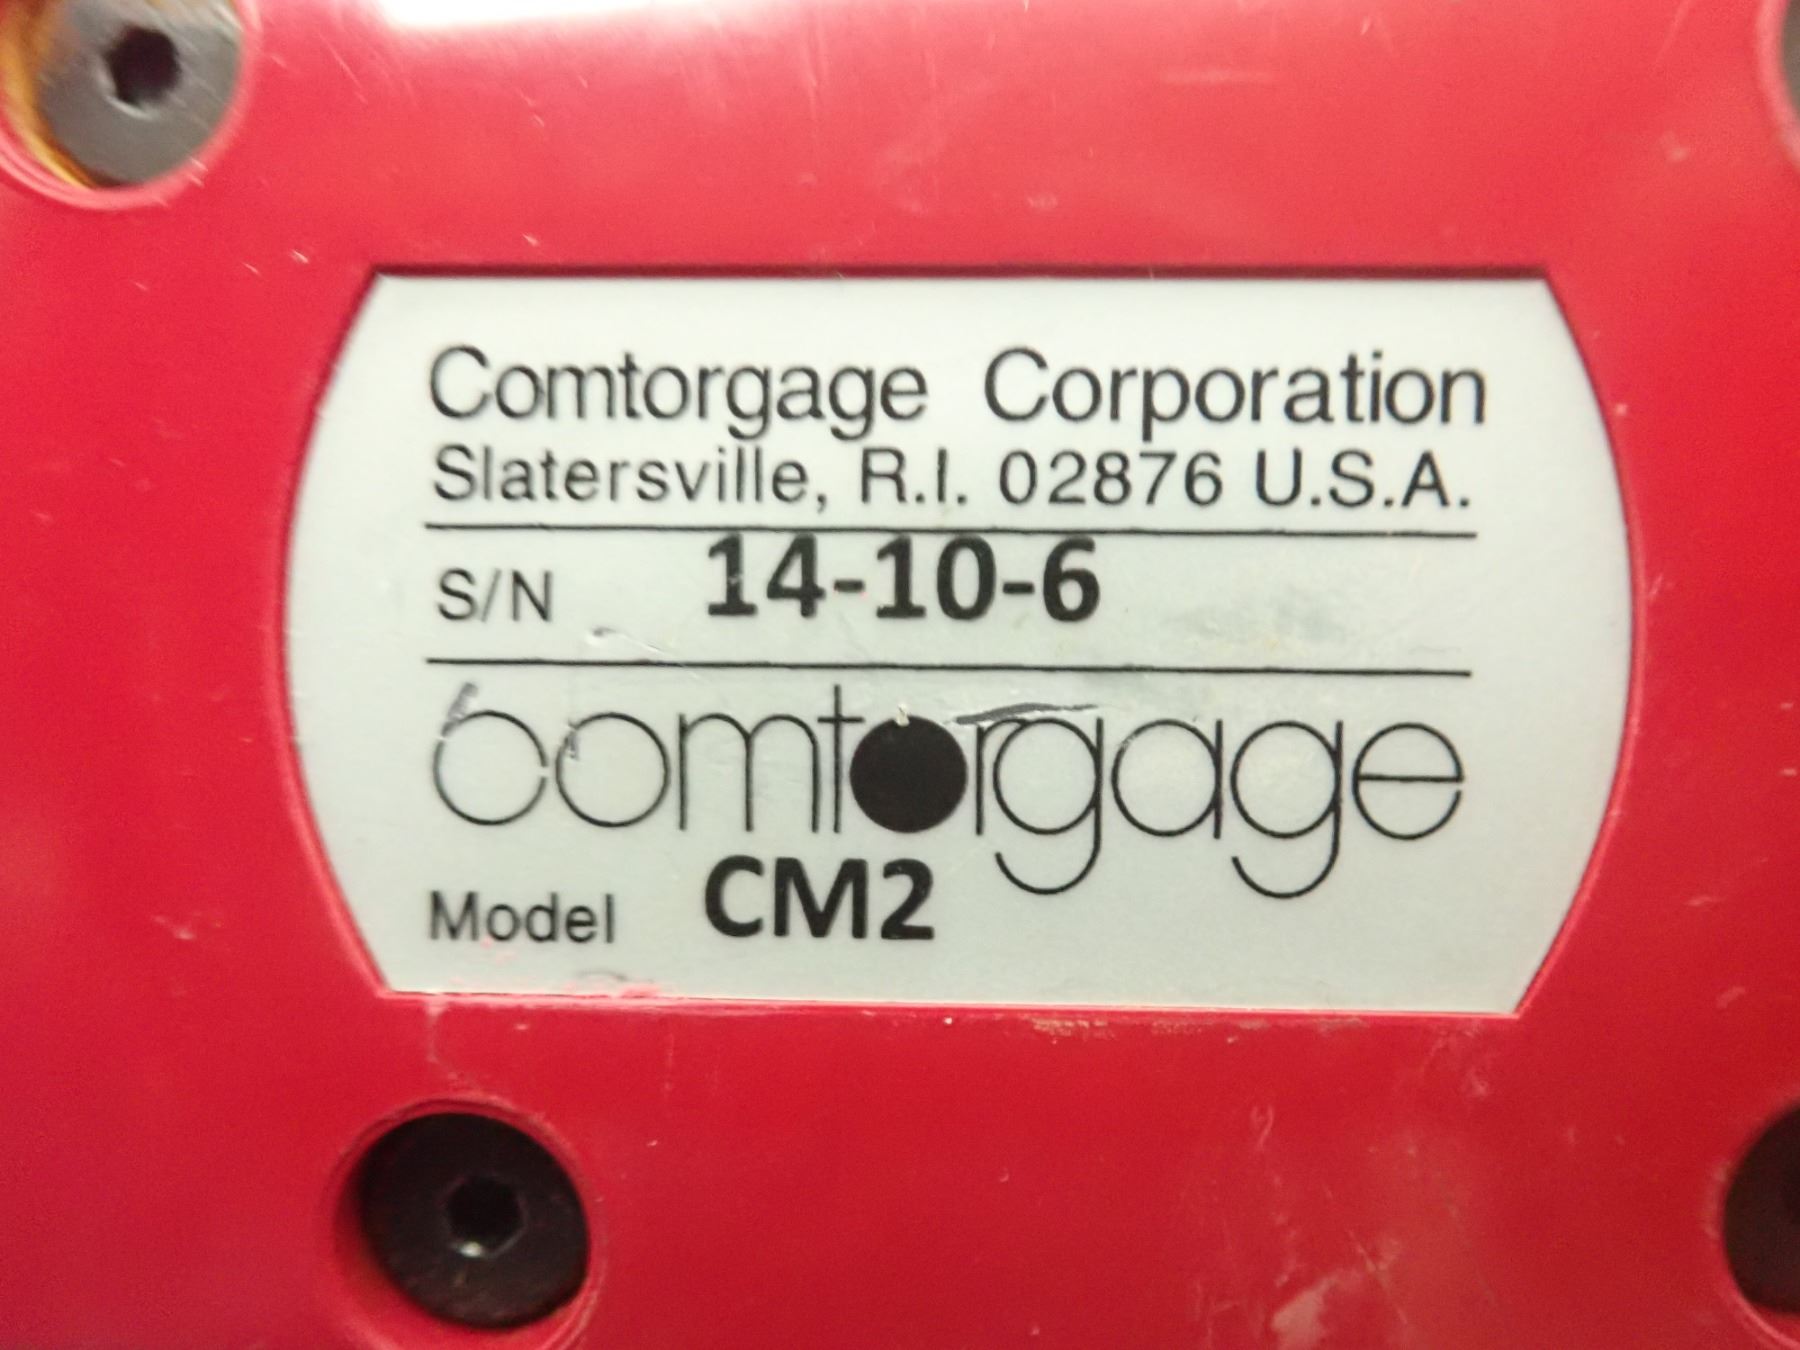 Comtorgage Corporation
Slatersville, R.I. 02876 U.S.A.
S/N 14-10-6
comtorgage
Model CM2